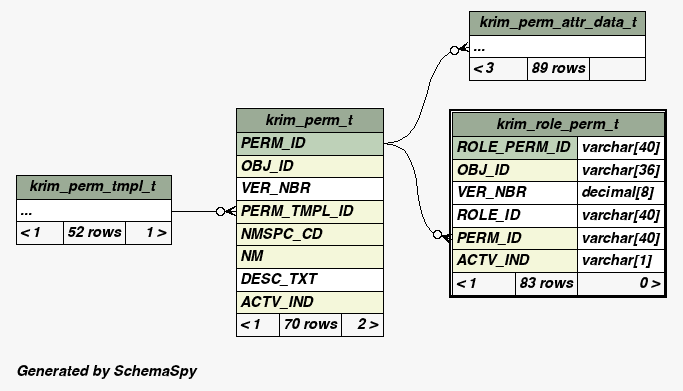 krim_perm_attr_data_t
...
< 3 89 rows
krim_perm_t
PERM_ID
OBJ_ID
VER_NBR
PERM_TMPL_ID
NMSPC_CD
NM
DESC_TXT
ACTV_IND
< 1 70 rows 2 >
krim_role_perm_t
ROLE_PERM_ID varchar[40]
OBJ_ID varchar[36]
VER_NBR decimal[8]
ROLE_ID varchar[40]
PERM_ID varchar[40]
ACTV_IND varchar[1]
< 1 83 rows 0 >
krim_perm_tmpl_t
...
< 1 52 rows 1 >
Generated by SchemaSpy